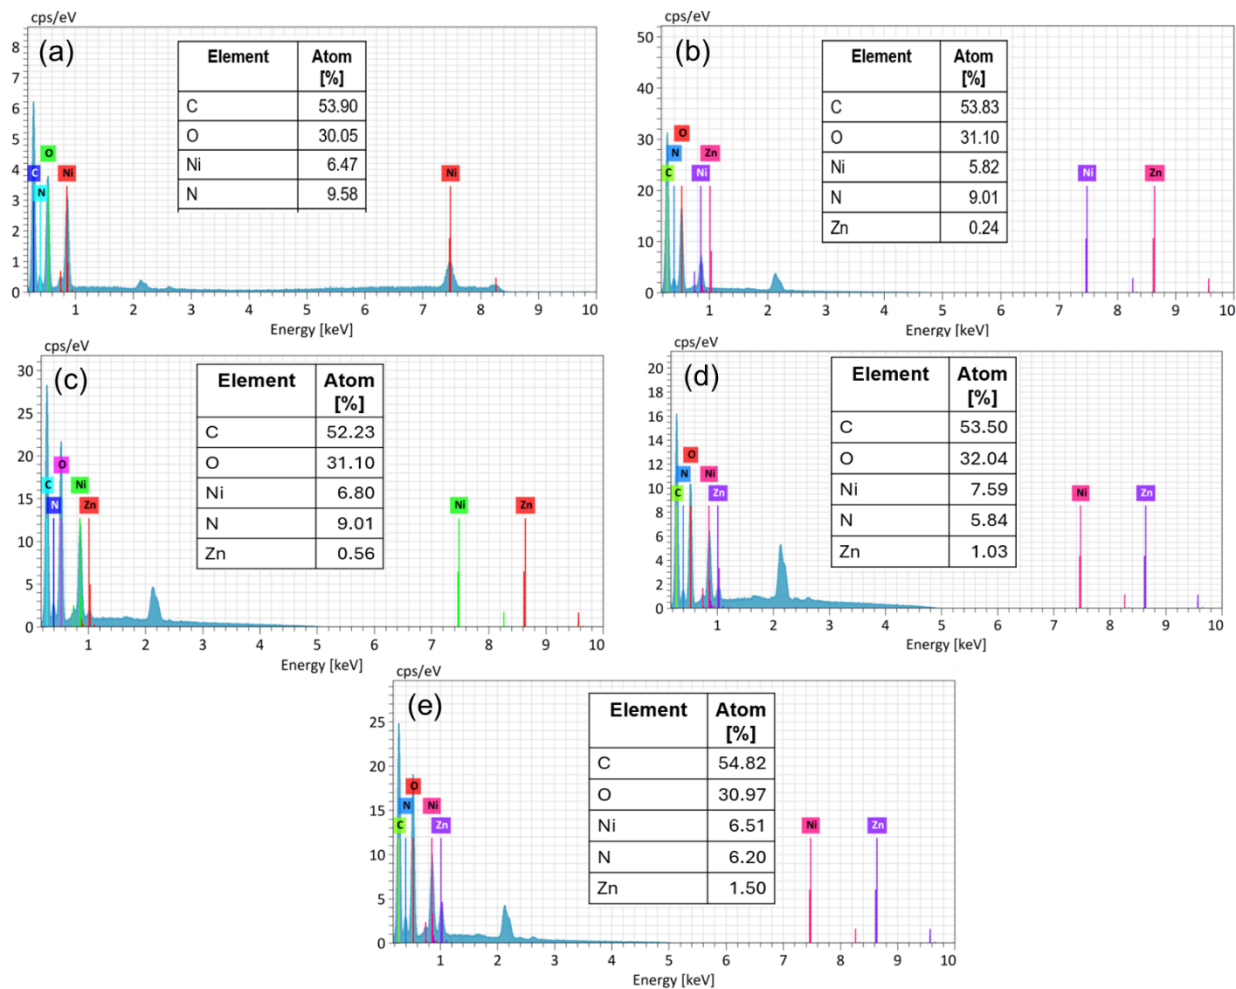 cps/eV
(a)
Element Atom [%]
C 53.90
O 30.05
Ni 6.47
N 9.58
8
7
6
5
4
3
2
1
0
O
C
N
Ni
Ni
1 2 3 4 5 6 7 8 9 10
Energy [keV]
cps/eV
(b)
Element Atom [%]
C 53.83
O 31.10
Ni 5.82
N 9.01
Zn 0.24
50
40
30
20
10
0
O
N
Zn
C
Ni
Ni
Zn
1 2 3 4 5 6 7 8 9 10
Energy [keV]
cps/eV
(c)
Element Atom [%]
C 52.23
O 31.10
Ni 6.80
N 9.01
Zn 0.56
30
25
20
15
10
5
0
O
C
Ni
N
Zn
Ni
Zn
1 2 3 4 5 6 7 8 9 10
Energy [keV]
cps/eV
(d)
Element Atom [%]
C 53.50
O 32.04
Ni 7.59
N 5.84
Zn 1.03
20
18
16
14
12
10
8
6
4
2
0
O
N
Ni
C
Zn
Ni
Zn
1 2 3 4 5 6 7 8 9 10
Energy [keV]
cps/eV
(e)
Element Atom [%]
C 54.82
O 30.97
Ni 6.51
N 6.20
Zn 1.50
25
20
15
10
5
0
O
N
Ni
C
Zn
Ni
Zn
1 2 3 4 5 6 7 8 9 10
Energy [keV]